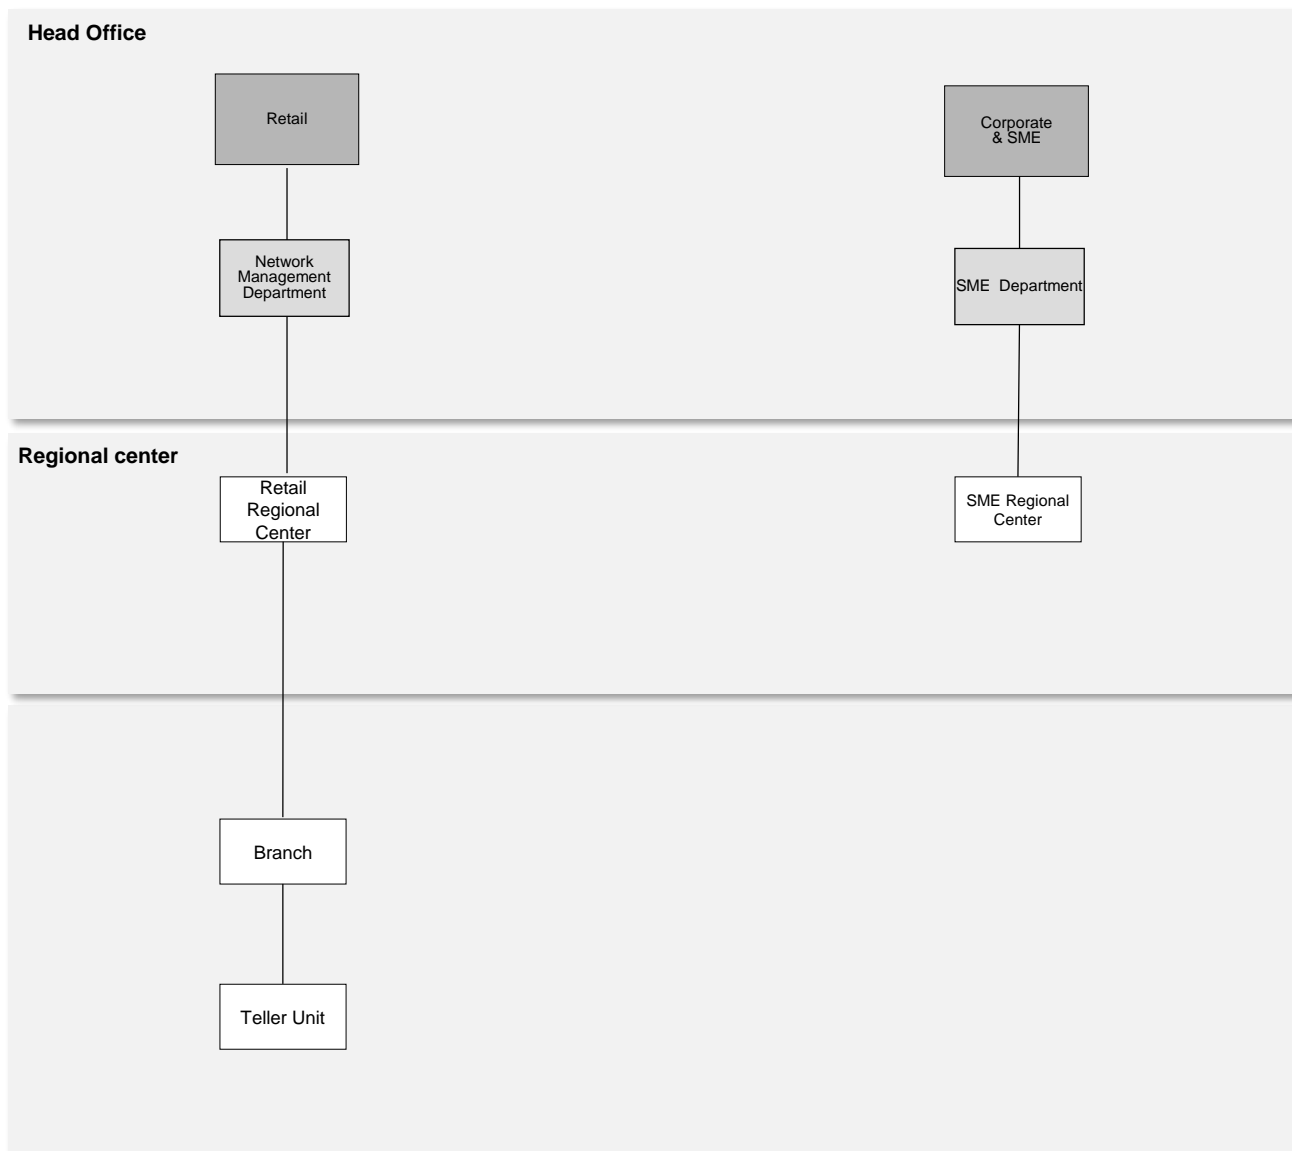 Head Office
Retail
Corporate
& SME
Network
Management
Department
SME Department
Regional center
Retail
Regional
Center
SME Regional
Center
Branch
Teller Unit